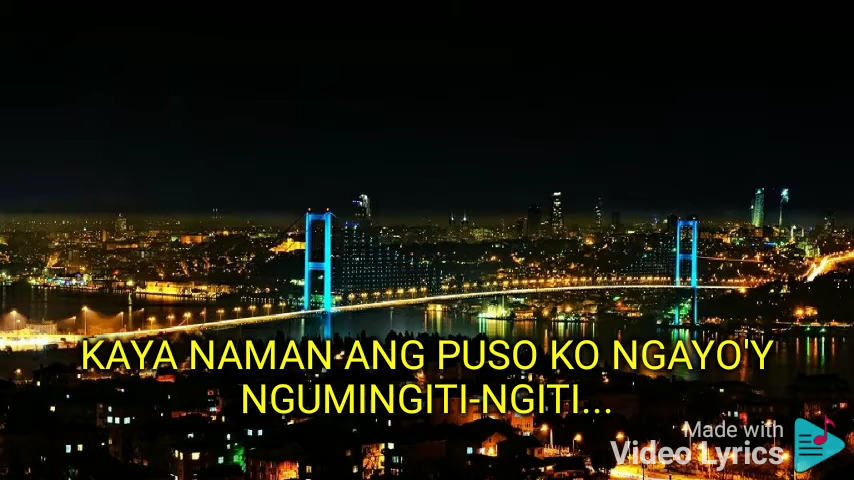 KAYA NAMAN ANG PUSO KO NGAYO'Y
NGUMINGITI-NGITI...
Made with
Video Lyrics